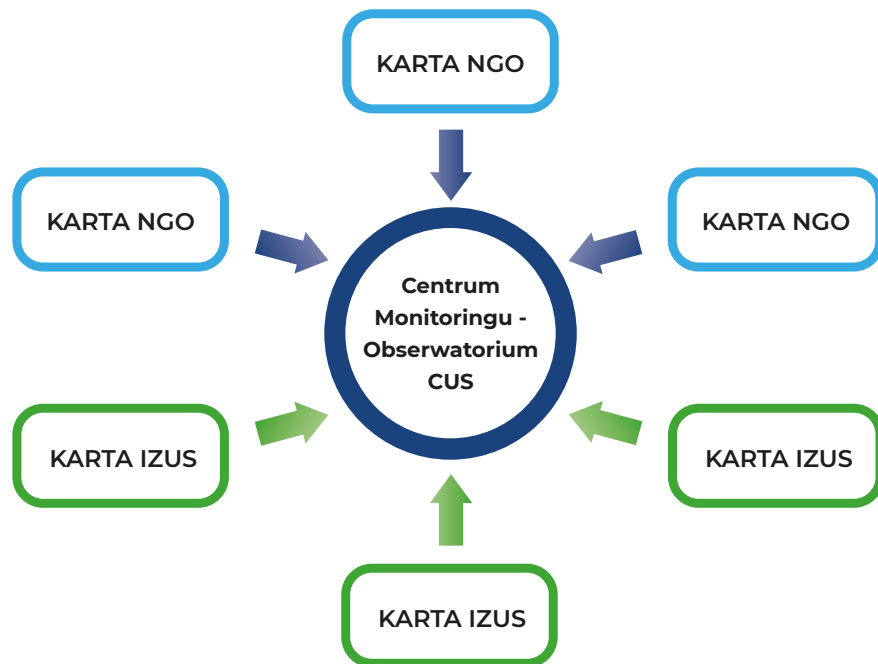 KARTA NGO
KARTA NGO
KARTA NGO
Centrum
Monitoringu -
Obserwatorium
CUS
KARTA IZUS
KARTA IZUS
KARTA IZUS